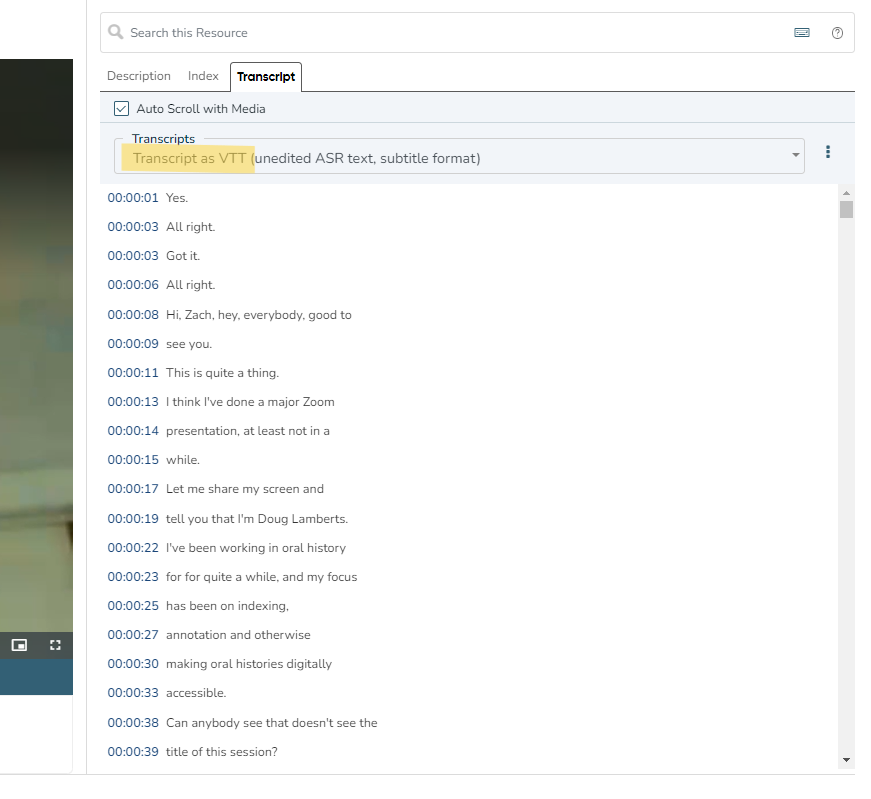 Search this Resource
Description Index Transcript
Auto Scroll with Media
Transcripts
Transcript as VTT (unedited ASR text, subtitle format)
00:00:01 Yes.
00:00:03 All right.
00:00:03 Got it.
00:00:06 All right.
00:00:08 Hi, Zach, hey, everybody, good to
00:00:09 see you.
00:00:11 This is quite a thing.
00:00:13 I think I've done a major Zoom
00:00:14 presentation, at least not in a
00:00:15 while.
00:00:17 Let me share my screen and
00:00:19 tell you that I'm Doug Lamberts.
00:00:22 I've been working in oral history
00:00:23 for for quite a while, and my focus
00:00:25 has been on indexing,
00:00:27 annotation and otherwise
00:00:30 making oral histories digitally
00:00:33 accessible.
00:00:38 Can anybody see that doesn't see the
00:00:39 title of this session?